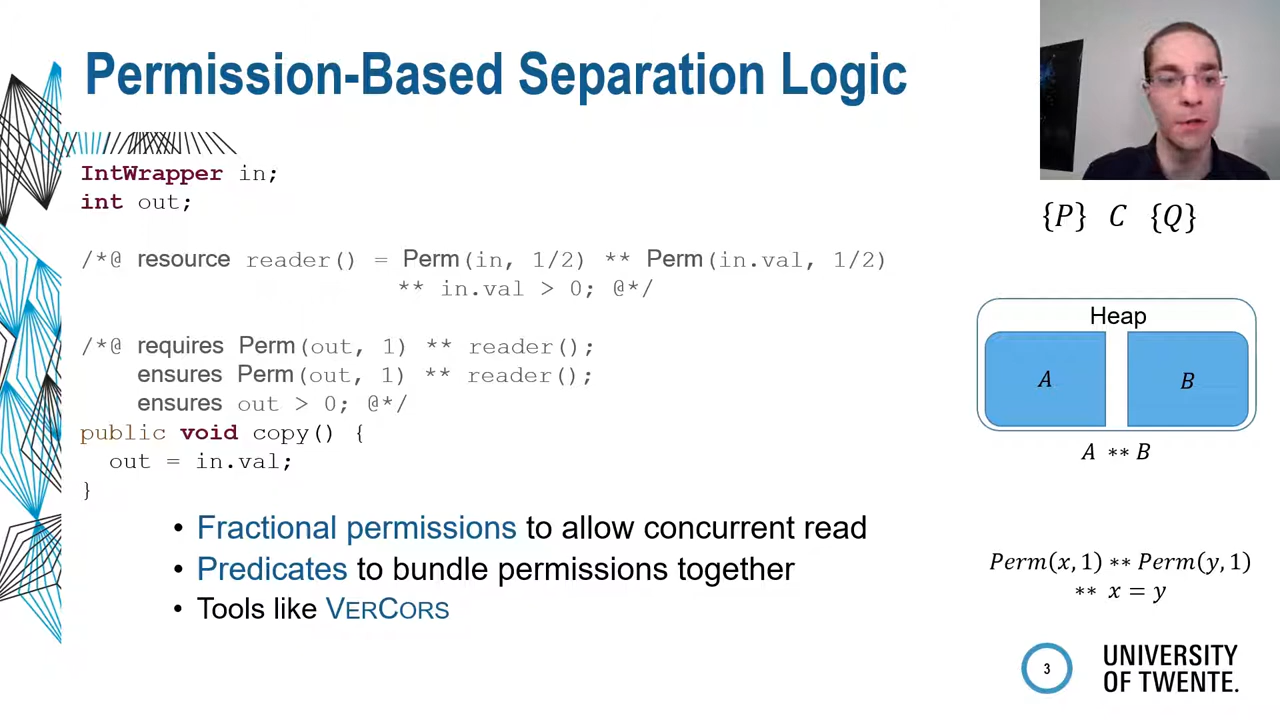 Permission-Based Separation Logic
IntWrapper in;
int out;
/*@ resource reader() = Perm(in, 1/2) ** Perm(in.val, 1/2)
** in.val > 0; @*/
/*@ requires Perm(out, 1) ** reader();
ensures Perm(out, 1) ** reader();
ensures out > 0; @*/
public void copy() {
out = in.val;
}
• Fractional permissions to allow concurrent read
• Predicates to bundle permissions together
• Tools like VERCORS
{P} C {Q}
Heap
A B
A ** B
Perm(x, 1) ** Perm(y, 1)
** x = y
3
UNIVERSITY
OF TWENTE.